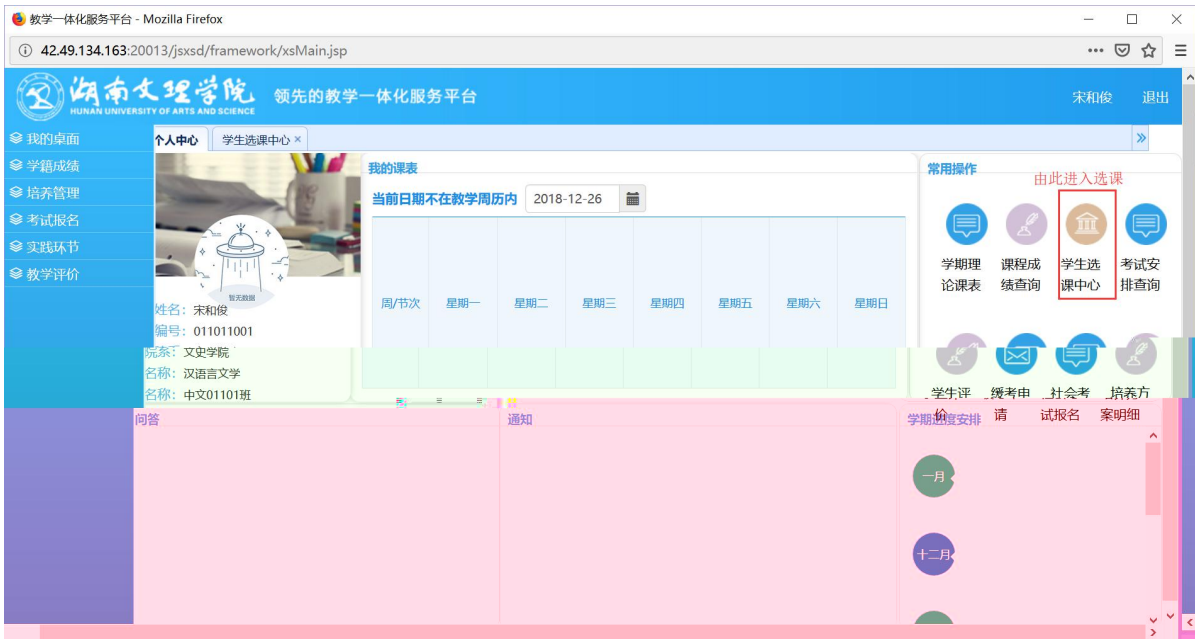 教学一体化服务平台 - Mozilla Firefox
42.49.134.163:20013/jsxsd/framework/xsMain.jsp
湖南文理学院
HUNAN UNIVERSITY OF ARTS AND SCIENCE
领先的教学一体化服务平台
宋和俊 退出
我的桌面
学籍成绩
培养管理
考试报名
实践环节
教学评价
个人中心 学生选课中心 ×
暂无数据
姓名: 宋和俊
编号: 011011001
院系: 文史学院
名称: 汉语言文学
名称: 中文01101班
我的课表
当前日期不在教学周历内 2018-12-26
周/节次 星期一 星期二 星期三 星期四 星期五 星期六 星期日
常用操作
由此进入选课
学期理论课表
课程成绩查询
学生选课中心
考试安排查询
学生评价
缓考申请
社会考试报名
培养方案明细
问答
通知
学期进度安排
一月
十二月